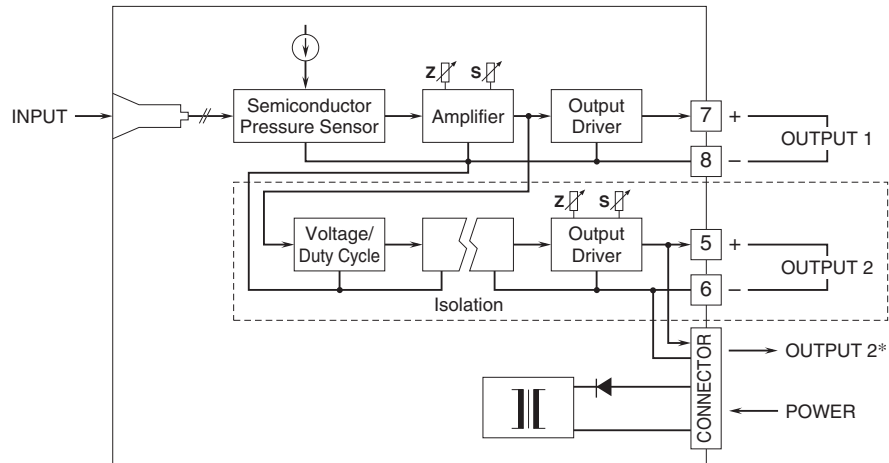 INPUT
Semiconductor
Pressure Sensor
Z
S
Amplifier
Output
Driver
7
+
8
–
OUTPUT 1
Voltage/
Duty Cycle
Isolation
Z
S
Output
Driver
5
+
6
–
OUTPUT 2
CONNECTOR
OUTPUT 2*
POWER